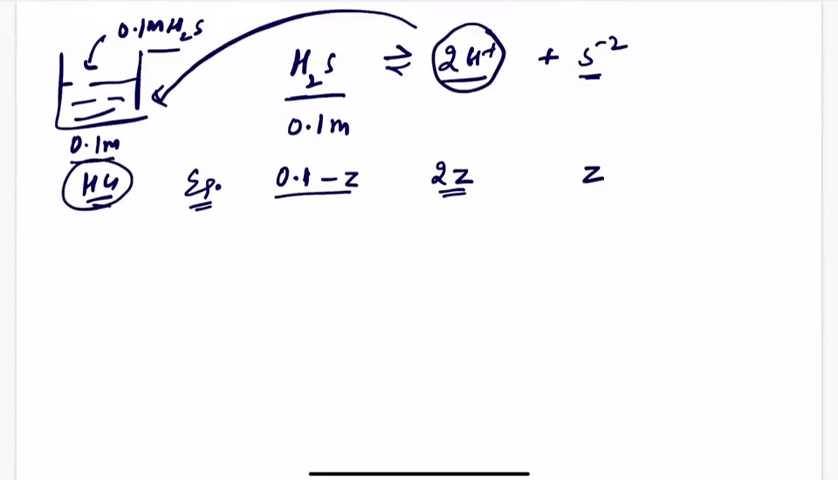 0.1M H₂S
H₂S ⇌ 2H⁺ + S⁻²
0.1M
0.1M
HCl Eq. 0.1-z 2z z